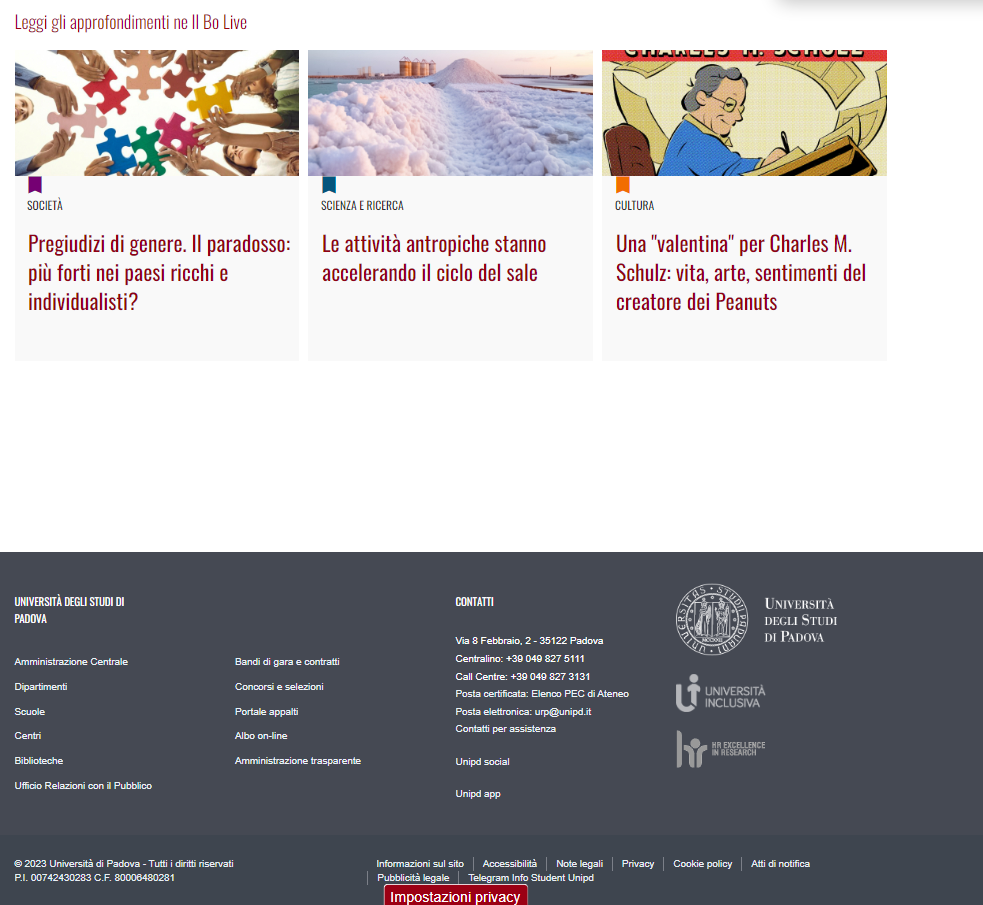 Leggi gli approfondimenti ne Il Bo Live
CHARLES M. SCHULZ
SOCIETÀ
Pregiudizi di genere. Il paradosso:
più forti nei paesi ricchi e
individualisti?
SCIENZA E RICERCA
Le attività antropiche stanno
accelerando il ciclo del sale
CULTURA
Una "valentina" per Charles M.
Schulz: vita, arte, sentimenti del
creatore dei Peanuts
UNIVERSITÀ DEGLI STUDI DI
PADOVA
Amministrazione Centrale
Dipartimenti
Scuole
Centri
Biblioteche
Ufficio Relazioni con il Pubblico
Bandi di gara e contratti
Concorsi e selezioni
Portale appalti
Albo on-line
Amministrazione trasparente
CONTATTI
Via 8 Febbraio, 2 - 35122 Padova
Centralino: +39 049 827 5111
Call Centre: +39 049 827 3131
Posta certificata: Elenco PEC di Ateneo
Posta elettronica: urp@unipd.it
Contatti per assistenza
Unipd social
Unipd app
UNIVERSITAS STUDII PADUANI
MCCXXII
UNIVERSITÀ
DEGLI STUDI
DI PADOVA
UNIVERSITÀ
INCLUSIVA
hr HR EXCELLENCE
IN RESEARCH
© 2023 Università di Padova - Tutti i diritti riservati
P.I. 00742430283 C.F. 80006480281
Informazioni sul sito | Accessibilità | Note legali | Privacy | Cookie policy | Atti di notifica
| Pubblicità legale | Telegram Info Student Unipd
Impostazioni privacy